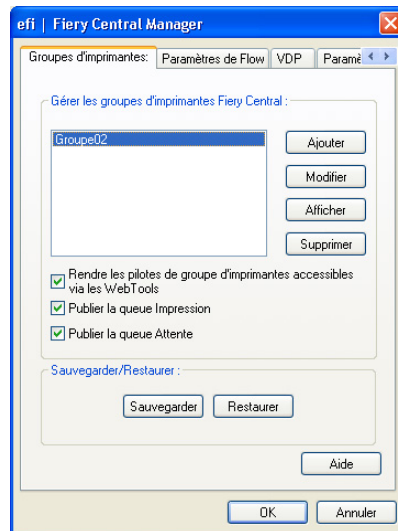 efi | Fiery Central Manager
Groupes d'imprimantes: Paramètres de Flow VDP Paramè
Gérer les groupes d'imprimantes Fiery Central :
Groupe02
Ajouter
Modifier
Afficher
Supprimer
Rendre les pilotes de groupe d'imprimantes accessibles
via les WebTools
Publier la queue Impression
Publier la queue Attente
Sauvegarder/Restaurer :
Sauvegarder Restaurer
Aide
OK Annuler